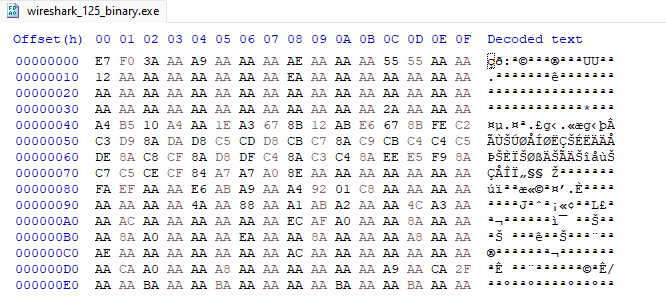 wireshark_125_binary.exe
Offset(h) 00 01 02 03 04 05 06 07 08 09 0A 0B 0C 0D 0E 0F Decoded text
00000000 E7 F0 3A AA A9 AA AA AA AE AA AA AA 55 55 AA AA çð:ª©ªªª®ªªªUUªª
00000010 12 AA AA AA AA AA AA AA EA AA AA AA AA AA AA AA .ªªªªªªªêªªªªªªª
00000020 AA AA AA AA AA AA AA AA AA AA AA AA AA AA AA AA ªªªªªªªªªªªªªªªª
00000030 AA AA AA AA AA AA AA AA AA AA AA AA 2A AA AA AA ªªªªªªªªªªªª*ªªª
00000040 A4 B5 10 A4 AA 1E A3 67 8B 12 AB E6 67 8B FE C2 ¤µ.¤ª.£g‹.«æg‹þÂ
00000050 C3 D9 8A DA D8 C5 CD D8 CB C7 8A C9 CB C4 C4 C5 ÃÙŠÚØÅÍØËÇŠÉËÄÄÅ
00000060 DE 8A C8 CF 8A D8 DF C4 8A C3 C4 8A EE E5 F9 8A ÞŠÈÏŠØßÄŠÃÄŠîåùŠ
00000070 C7 C5 CE CF 84 A7 A7 A0 8E AA AA AA AA AA AA AA ÇÅÎÏ„§§ Žªªªªªªª
00000080 FA EF AA AA E6 AB A9 AA A4 92 01 C8 AA AA AA AA úïªªæ«©ª¤’.Èªªªª
00000090 AA AA AA AA 4A AA 88 AA A1 AB A2 AA AA 4C A3 AA ªªªªJªˆª¡«¢ªªL£ª
000000A0 AA AC AA AA AA AA AA AA EC AF A0 AA AA 8A AA AA ª¬ªªªªªªì¯ ªªŠªª
000000B0 AA 8A A0 AA AA AA EA AA AA 8A AA AA AA A8 AA AA ªŠ ªªªêªªŠªªª¨ªª
000000C0 AE AA AA AA AA AA AA AA AC AA AA AA AA AA AA AA ®ªªªªªªª¬ªªªªªªª
000000D0 AA CA A0 AA AA A8 AA AA AA AA AA AA A9 AA CA 2F ªÊ ªª¨ªªªªªª©ªÊ/
000000E0 AA AA BA AA AA BA AA AA AA AA BA AA AA BA AA AA ªªºªªºªªªªºªªºªª